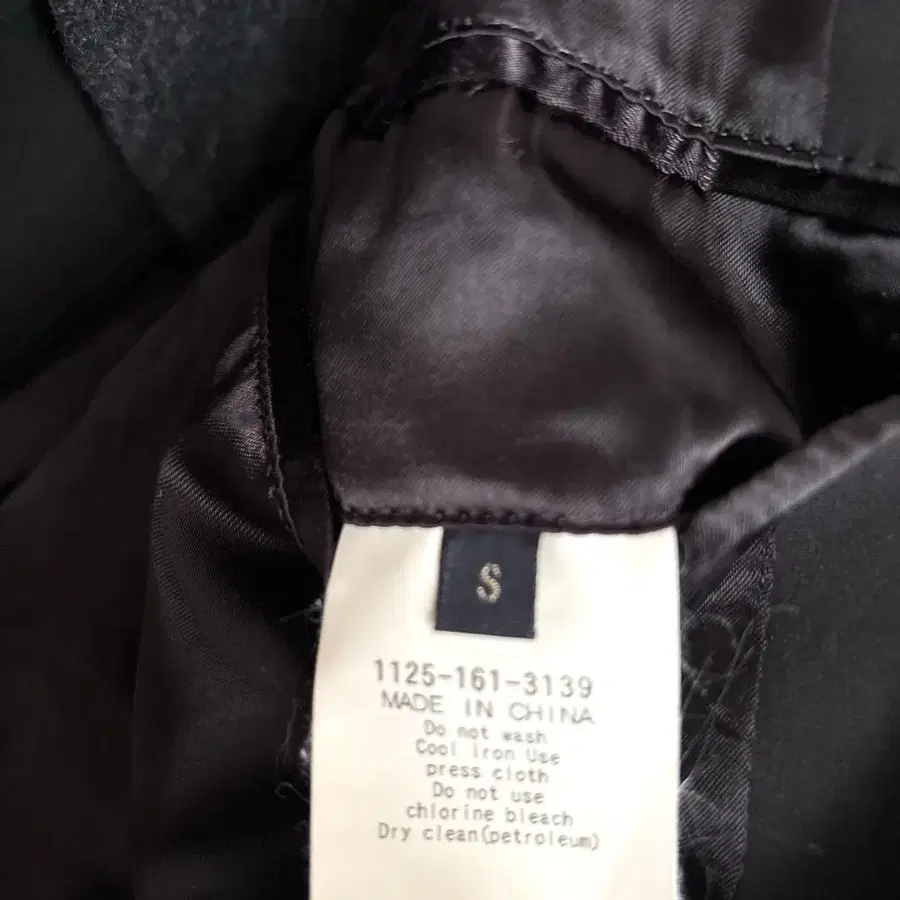 S
1125-161-3139
MADE IN CHINA
Do not wash
Cool iron Use
press cloth
Do not use
chlorine bleach
Dry clean(petroleum)